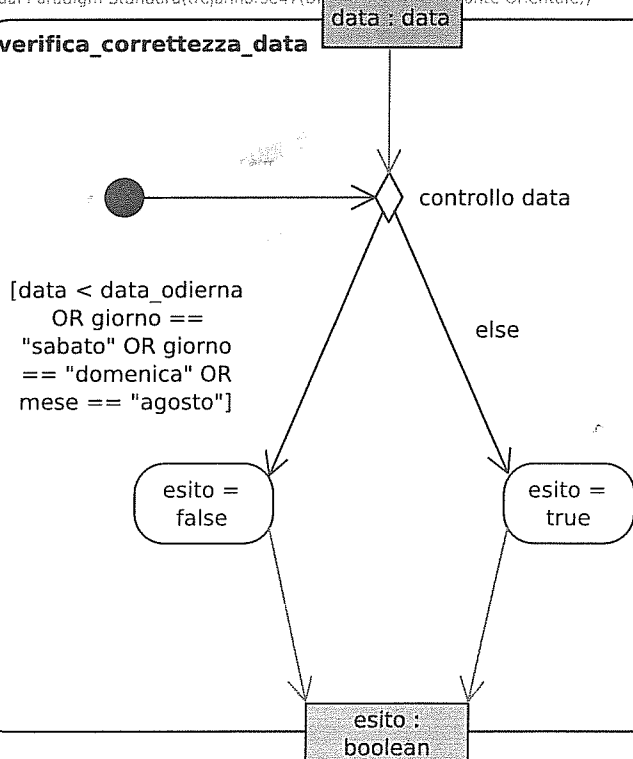 data : data
verifica_correttezza_data
controllo data
[data < data_odierna
OR giorno ==
"sabato" OR giorno
== "domenica" OR
mese == "agosto"]
else
esito =
false
esito =
true
esito :
boolean